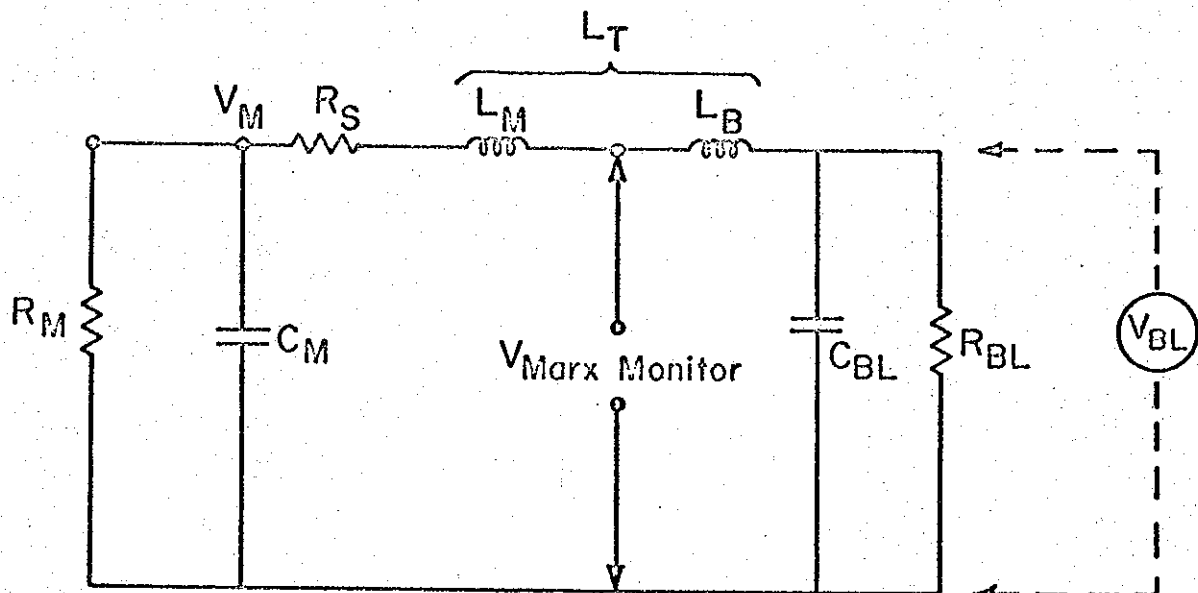 L_T
V_M
R_S
L_M
L_B
R_M
C_M
V_Marx Monitor
C_BL
R_BL
V_BL